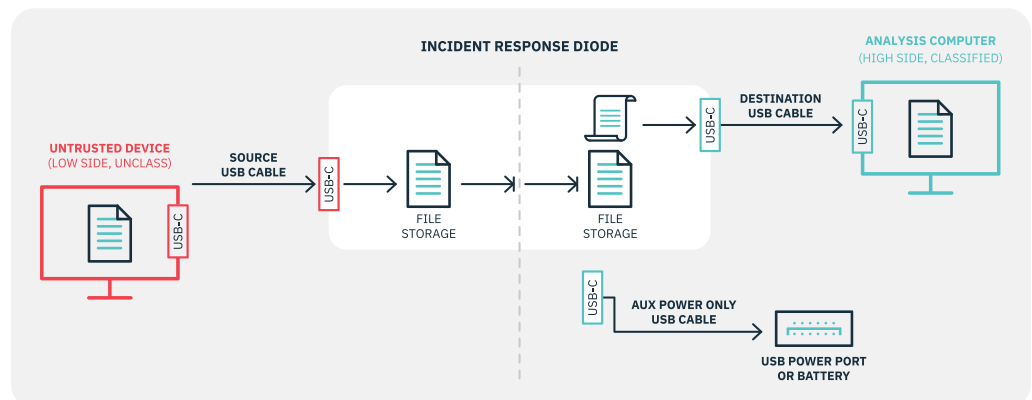 INCIDENT RESPONSE DIODE
ANALYSIS COMPUTER
(HIGH SIDE, CLASSIFIED)
UNTRUSTED DEVICE
(LOW SIDE, UNCLASS)
SOURCE
USB CABLE
DESTINATION
USB CABLE
USB-C
USB-C
USB-C
USB-C
FILE
STORAGE
FILE
STORAGE
USB-C
AUX POWER ONLY
USB CABLE
USB POWER PORT
OR BATTERY